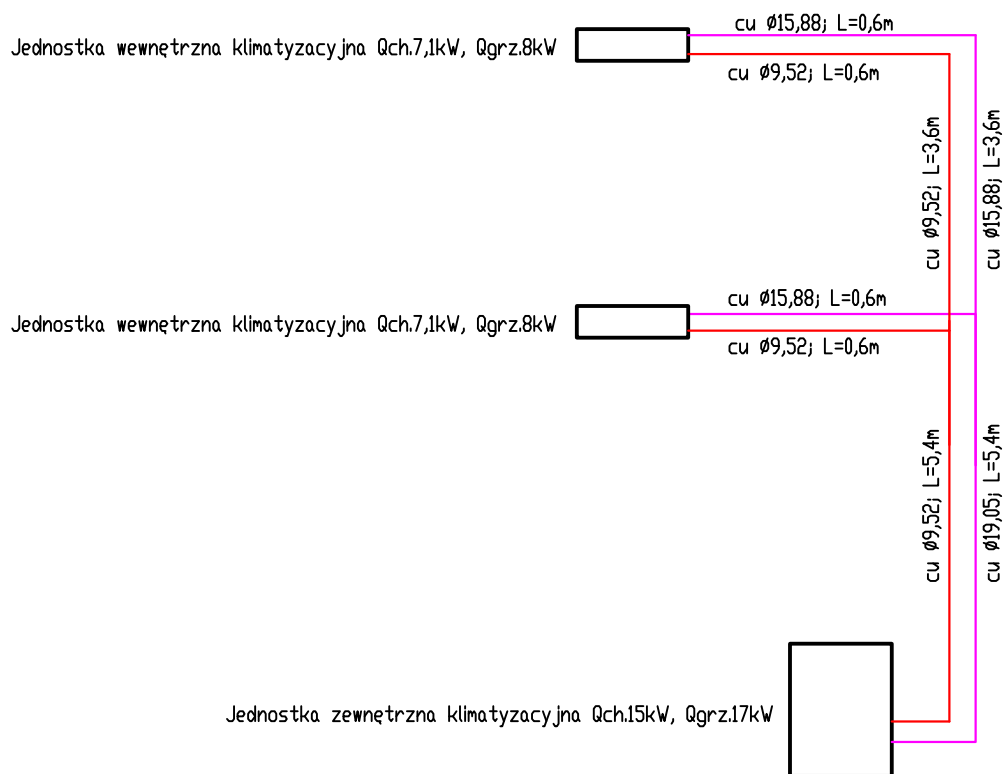 cu Ø15,88; L=0,6m
Jednostka wewnętrzna klimatyzacyjna Qch.7,1kW, Qgrz.8kW
cu Ø9,52; L=0,6m
cu Ø9,52; L=3,6m
cu Ø15,88; L=3,6m
cu Ø15,88; L=0,6m
Jednostka wewnętrzna klimatyzacyjna Qch.7,1kW, Qgrz.8kW
cu Ø9,52; L=0,6m
cu Ø9,52; L=5,4m
cu Ø19,05; L=5,4m
Jednostka zewnętrzna klimatyzacyjna Qch.15kW, Qgrz.17kW